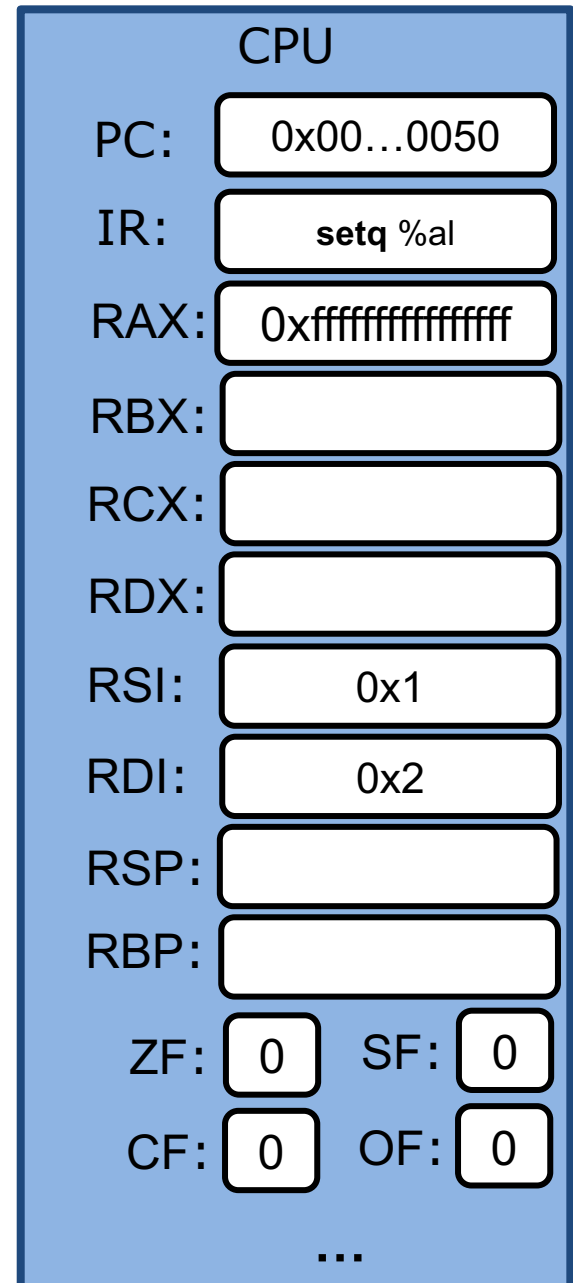 CPU
PC: 0x00…0050
IR: setq %al
RAX: 0xffffffffffffffff
RBX:
RCX:
RDX:
RSI: 0x1
RDI: 0x2
RSP:
RBP:
ZF: 0 SF: 0
CF: 0 OF: 0
…